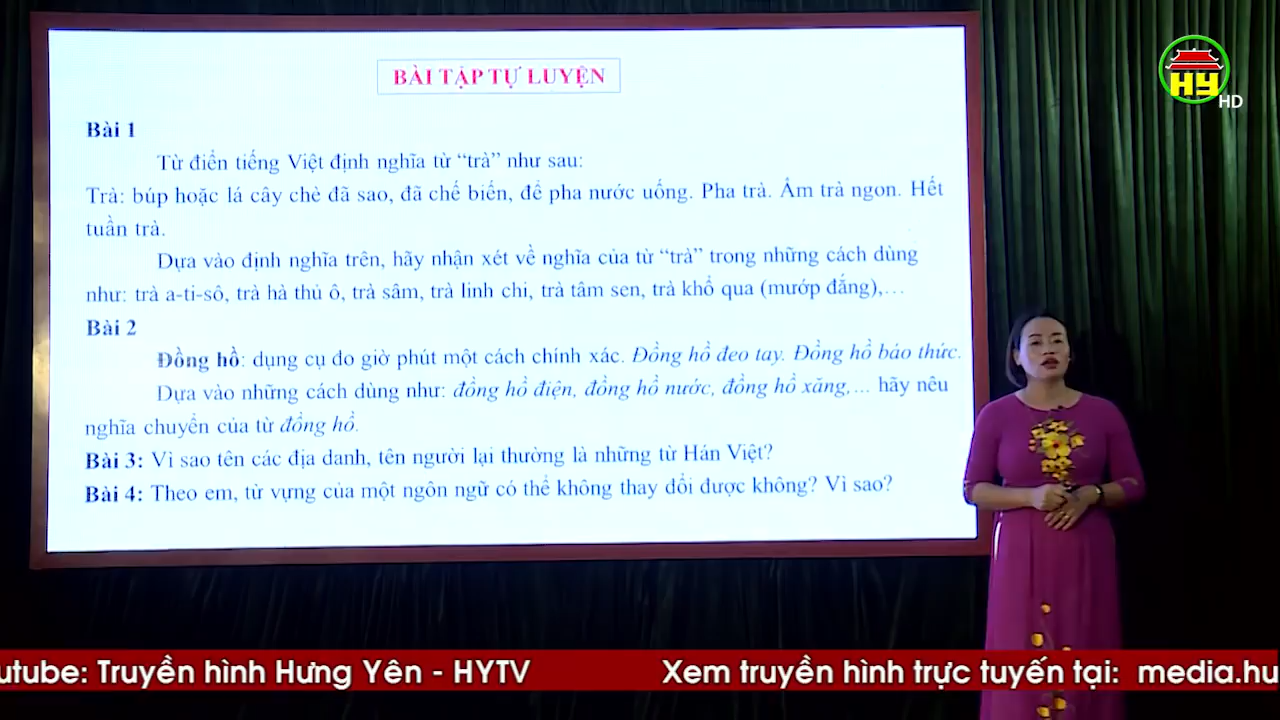 HY
HD
BÀI TẬP TỰ LUYỆN
Bài 1
Từ điển tiếng Việt định nghĩa từ “trà” như sau:
Trà: búp hoặc lá cây chè đã sao, đã chế biến, để pha nước uống. Pha trà. Ấm trà ngon. Hết
tuần trà.
Dựa vào định nghĩa trên, hãy nhận xét về nghĩa của từ “trà” trong những cách dùng
như: trà a-ti-sô, trà hà thủ ô, trà sâm, trà linh chi, trà tâm sen, trà khổ qua (mướp đắng),…
Bài 2
Đồng hồ: dụng cụ đo giờ phút một cách chính xác. Đồng hồ đeo tay. Đồng hồ báo thức.
Dựa vào những cách dùng như: đồng hồ điện, đồng hồ nước, đồng hồ xăng,… hãy nêu
nghĩa chuyển của từ đồng hồ.
Bài 3: Vì sao tên các địa danh, tên người lại thường là những từ Hán Việt?
Bài 4: Theo em, từ vựng của một ngôn ngữ có thể không thay đổi được không? Vì sao?
utube: Truyền hình Hưng Yên - HYTV
Xem truyền hình trực tuyến tại: media.hu